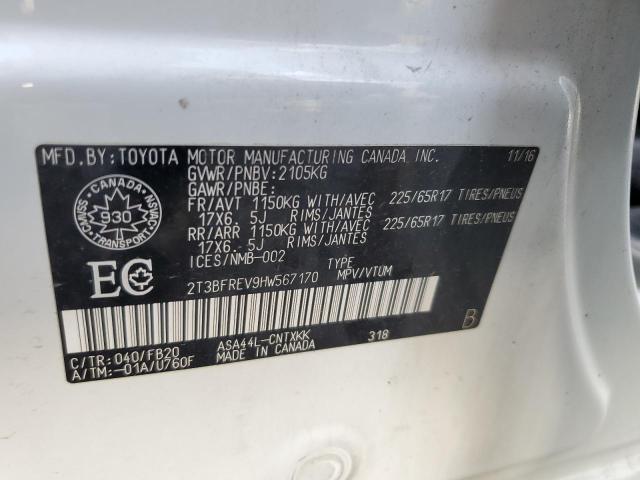 MFD.BY:TOYOTA MOTOR MANUFACTURING CANADA INC. 11/16
GVWR/PNBV:2105KG
GAWR/PNBE:
FR/AVT 1150KG WITH/AVEC 225/65R17 TIRES/PNEUS
17X6.5J RIMS/JANTES
RR/ARR 1150KG WITH/AVEC 225/65R17 TIRES/PNEUS
17X6.5J RIMS/JANTES
ICES/NMB-002 TYPE:
2T3BFREV9HW567170 MPV/VTUM
CANADA
930
TRANSPORT
CMVSS
NSVAC
EC
B
C/TR:040/FB20 ASA44L-CNTXKK 318
A/TM:-01A/U760F MADE IN CANADA